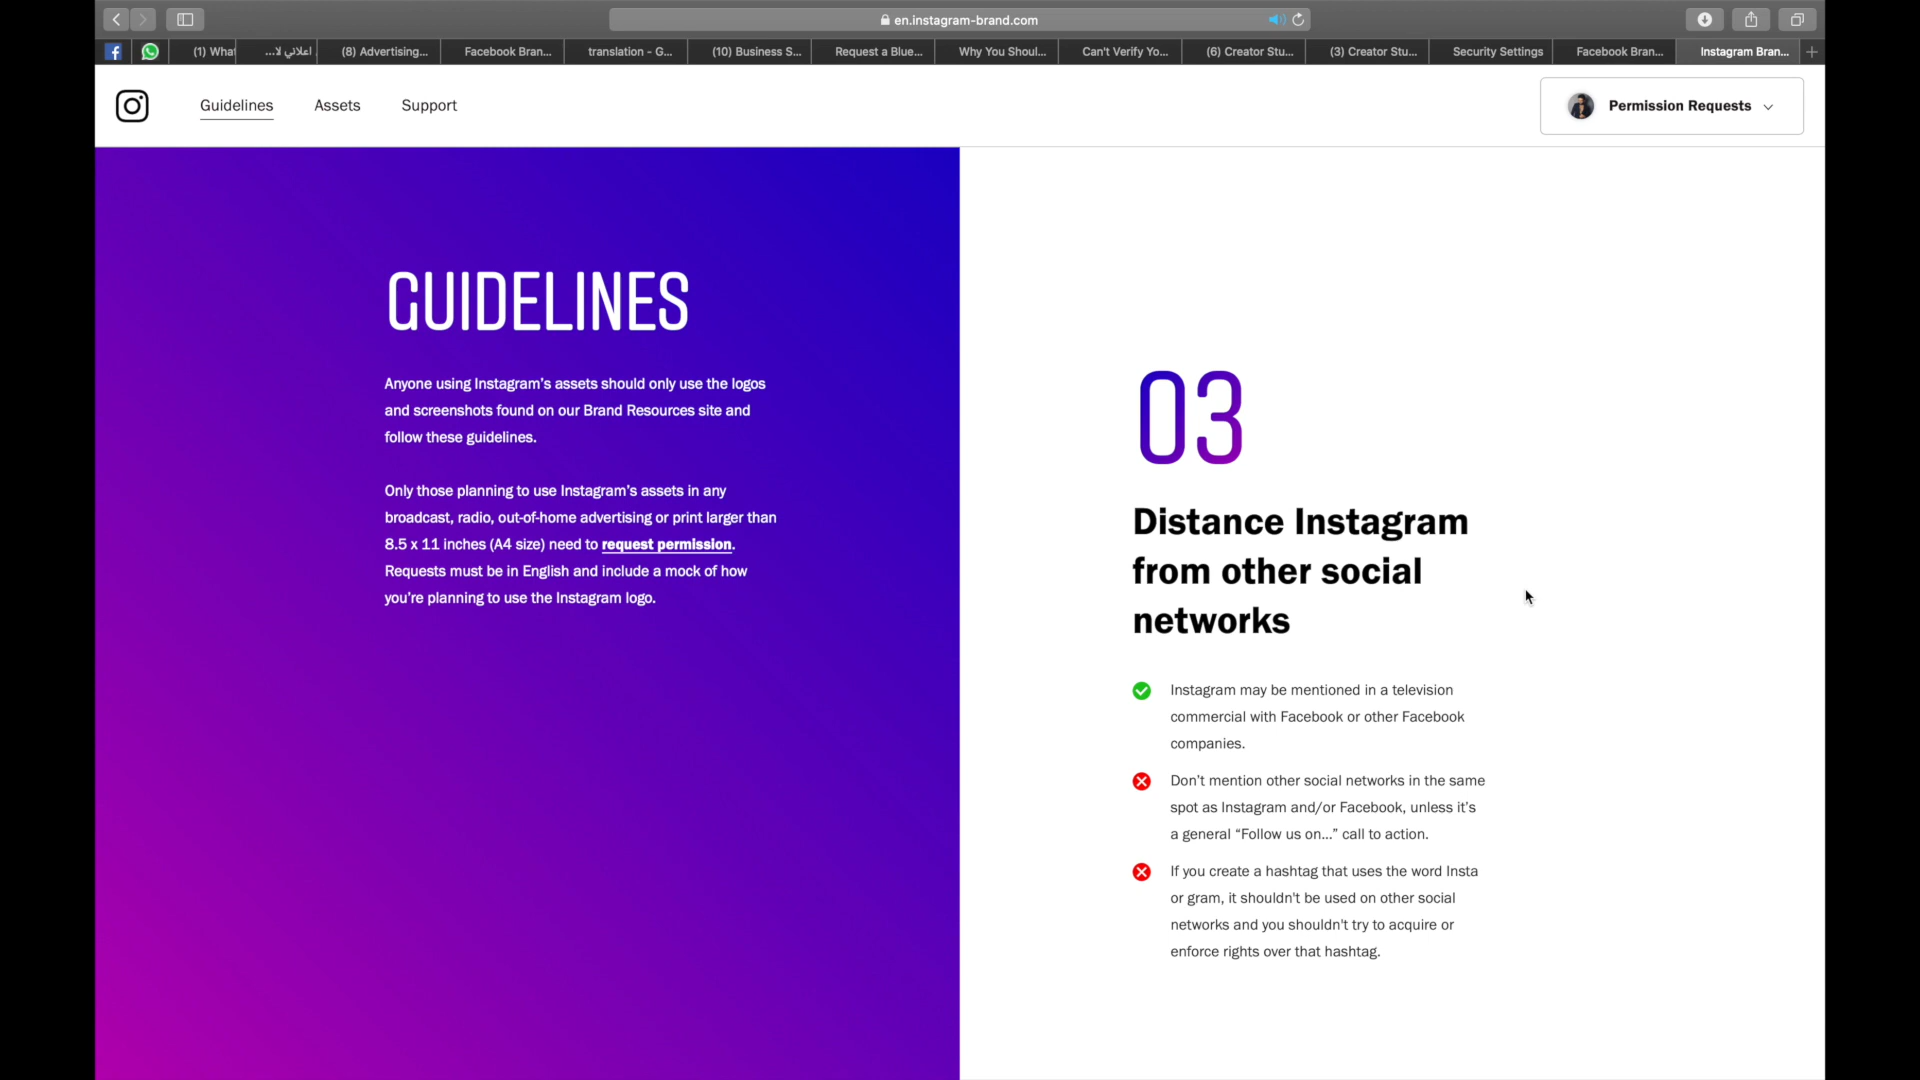 en.instagram-brand.com
(1) What
اعلاني لا...
(8) Advertising...
Facebook Bran...
translation - G...
(10) Business S...
Request a Blue...
Why You Shoul...
Can't Verify Yo...
(6) Creator Stu...
(3) Creator Stu...
Security Settings
Facebook Bran...
Instagram Bran...
Guidelines
Assets
Support
Permission Requests
GUIDELINES
Anyone using Instagram's assets should only use the logos
and screenshots found on our Brand Resources site and
follow these guidelines.
Only those planning to use Instagram's assets in any
broadcast, radio, out-of-home advertising or print larger than
8.5 x 11 inches (A4 size) need to request permission.
Requests must be in English and include a mock of how
you're planning to use the Instagram logo.
03
Distance Instagram
from other social
networks
Instagram may be mentioned in a television
commercial with Facebook or other Facebook
companies.
Don't mention other social networks in the same
spot as Instagram and/or Facebook, unless it's
a general “Follow us on...” call to action.
If you create a hashtag that uses the word Insta
or gram, it shouldn't be used on other social
networks and you shouldn't try to acquire or
enforce rights over that hashtag.